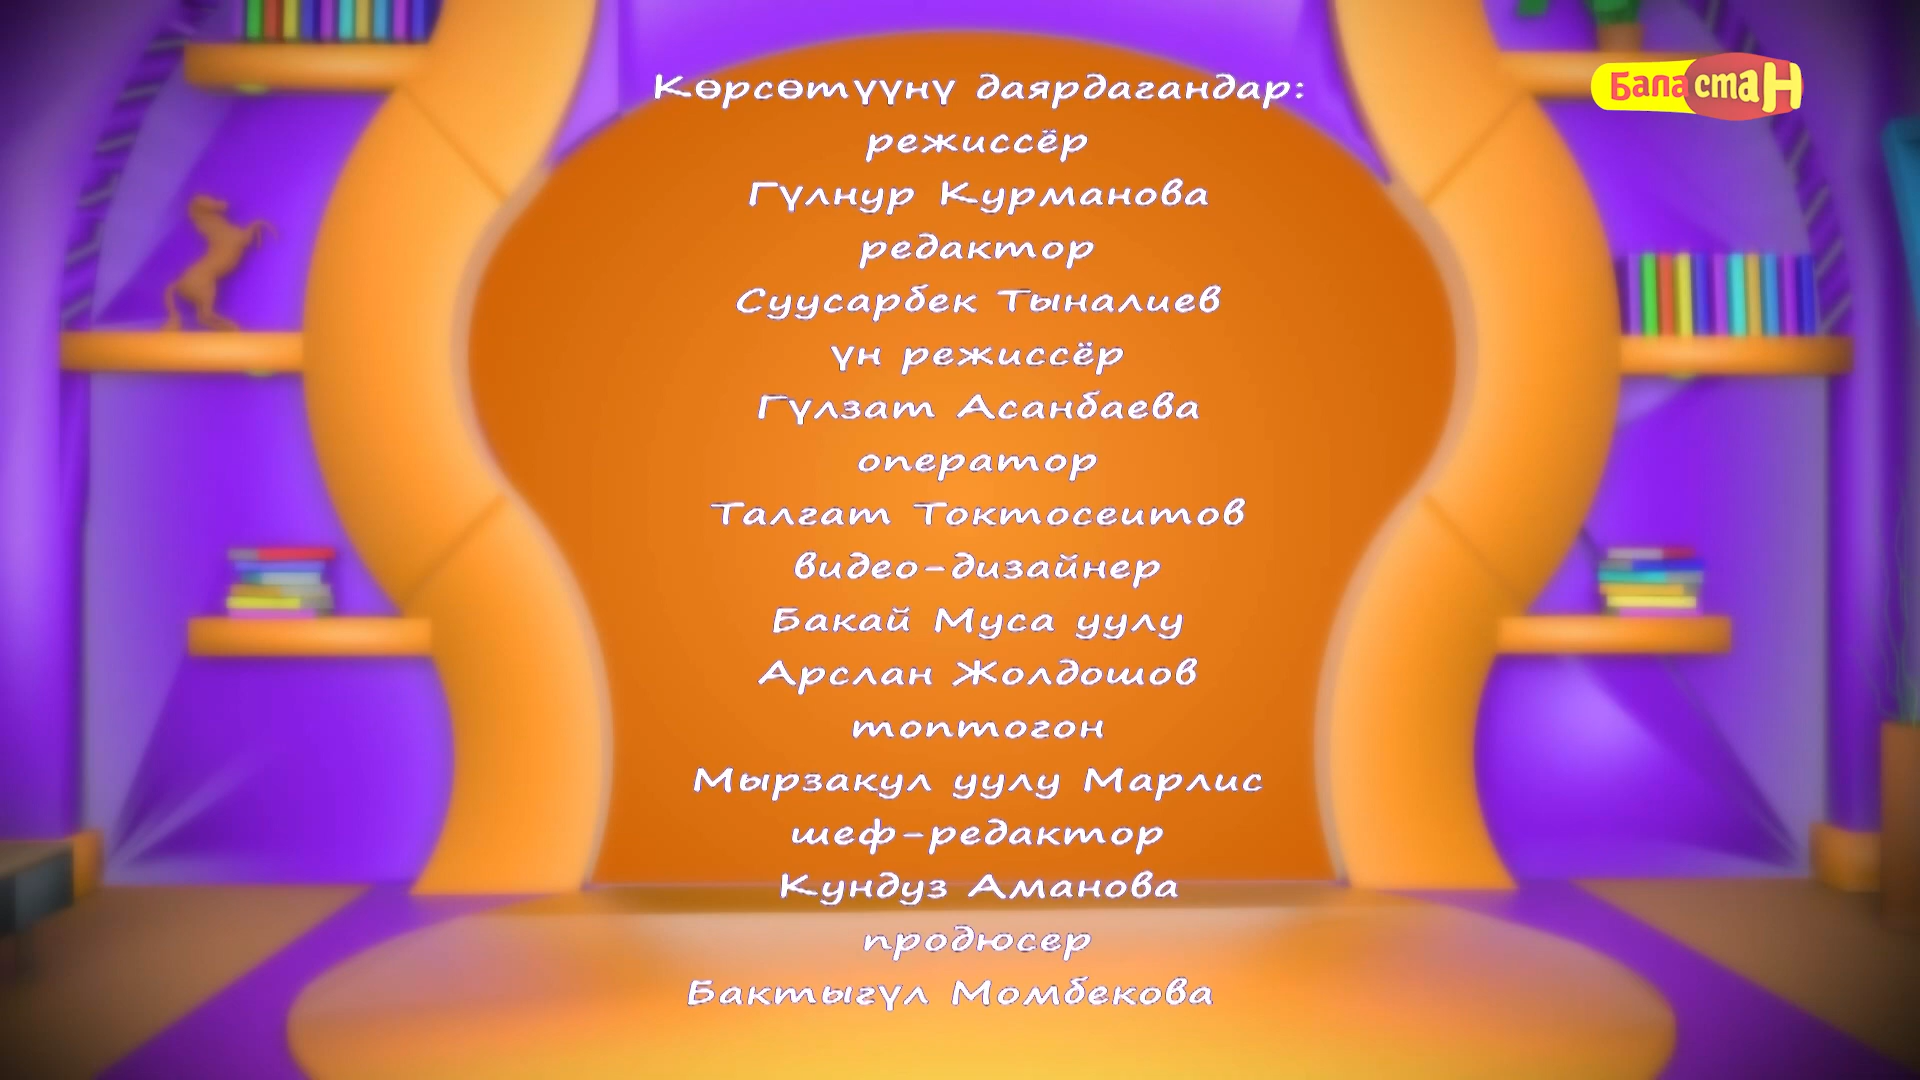 Көрсөтүүнү даярдагандар:
Баластан
режиссёр
Гүлнур Курманова
редактор
Суусарбек Тыналиев
үн режиссёр
Гүлзат Асанбаева
оператор
Талгат Токтосеитов
видео-дизайнер
Бакай Муса уулу
Арслан Жолдошов
топтогон
Мырзакул уулу Марлис
шеф-редактор
Кундуз Аманова
продюсер
Бактыгүл Момбекова